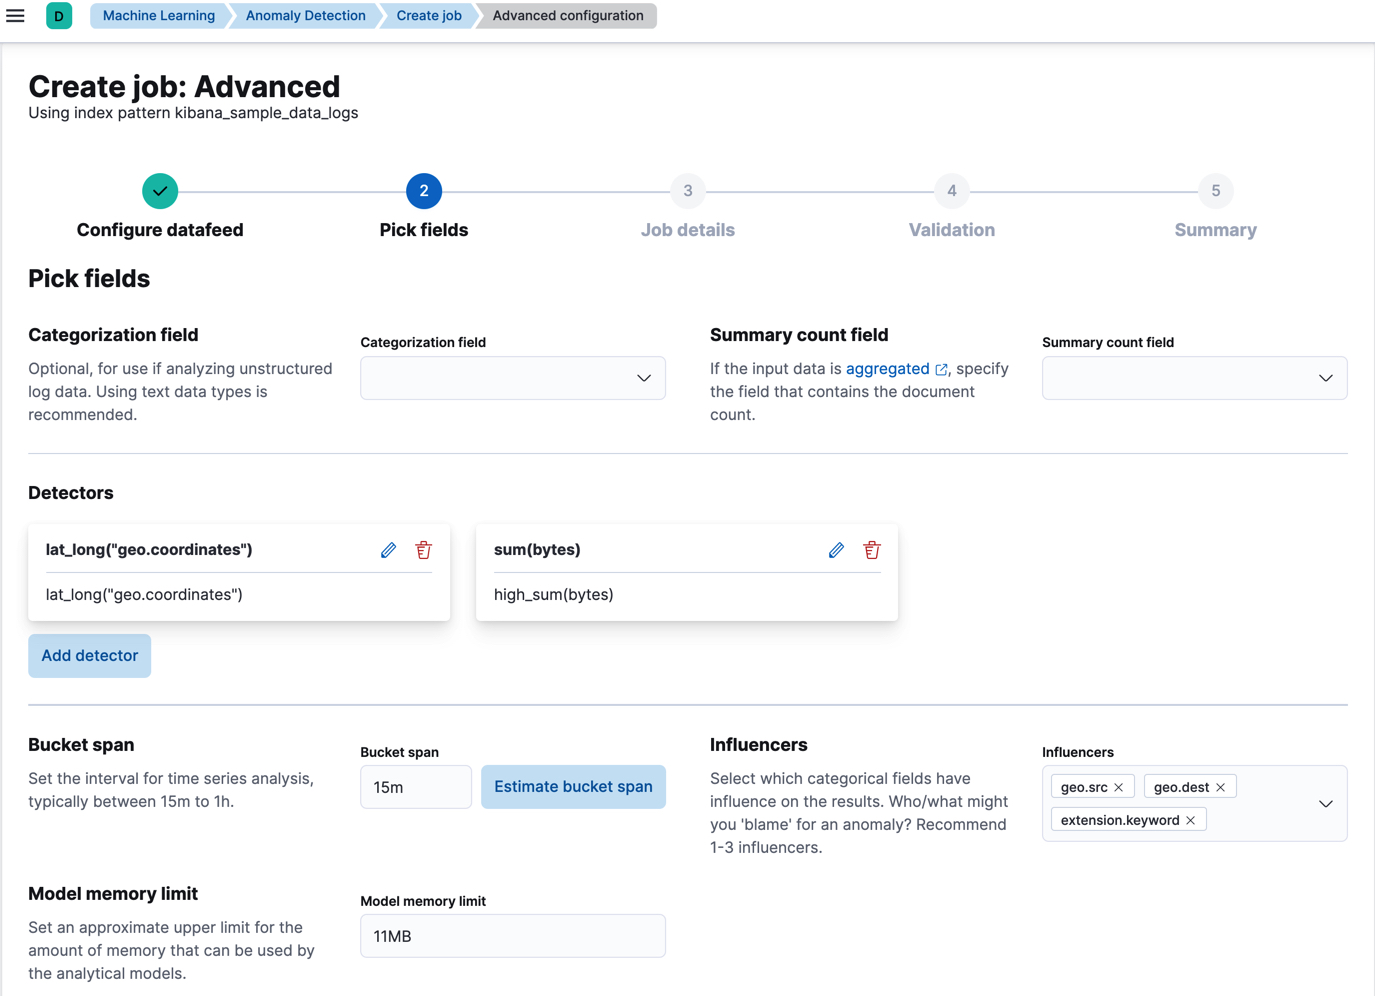 D
Machine Learning
Anomaly Detection
Create job
Advanced configuration
Create job: Advanced
Using index pattern kibana_sample_data_logs
2
3
4
5
Configure datafeed
Pick fields
Job details
Validation
Summary
Pick fields
Categorization field
Optional, for use if analyzing unstructured
log data. Using text data types is
recommended.
Categorization field
Summary count field
If the input data is aggregated , specify
the field that contains the document
count.
Summary count field
Detectors
lat_long("geo.coordinates")
lat_long("geo.coordinates")
sum(bytes)
high_sum(bytes)
Add detector
Bucket span
Set the interval for time series analysis,
typically between 15m to 1h.
Bucket span
15m
Estimate bucket span
Influencers
Select which categorical fields have
influence on the results. Who/what might
you 'blame' for an anomaly? Recommend
1-3 influencers.
Influencers
geo.src
geo.dest
extension.keyword
Model memory limit
Set an approximate upper limit for the
amount of memory that can be used by
the analytical models.
Model memory limit
11MB